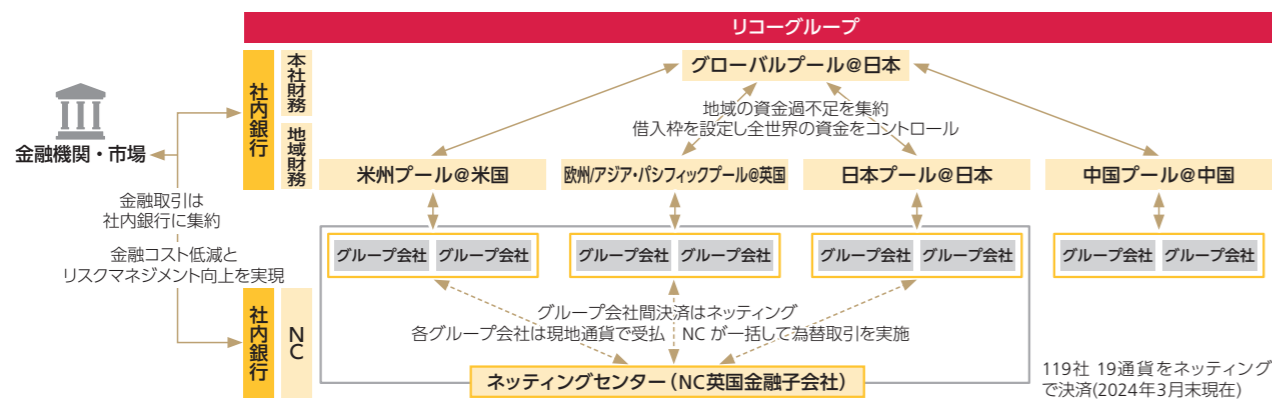 リコーグループ
社内銀行
本社財務
地域財務
グローバルプール@日本
地域の資金過不足を集約
借入枠を設定し全世界の資金をコントロール
金融機関・市場
米州プール@米国
欧州/アジア・パシフィックプール@英国
日本プール@日本
中国プール@中国
金融取引は
社内銀行に集約
金融コスト低減と
リスクマネジメント向上を実現
グループ会社 グループ会社
グループ会社 グループ会社
グループ会社 グループ会社
グループ会社 グループ会社
社内銀行
NC
グループ会社間決済はネッティング
各グループ会社は現地通貨で受払 NCが一括して為替取引を実施
ネッティングセンター(NC英国金融子会社)
119社 19通貨をネッティング
で決済(2024年3月末現在)